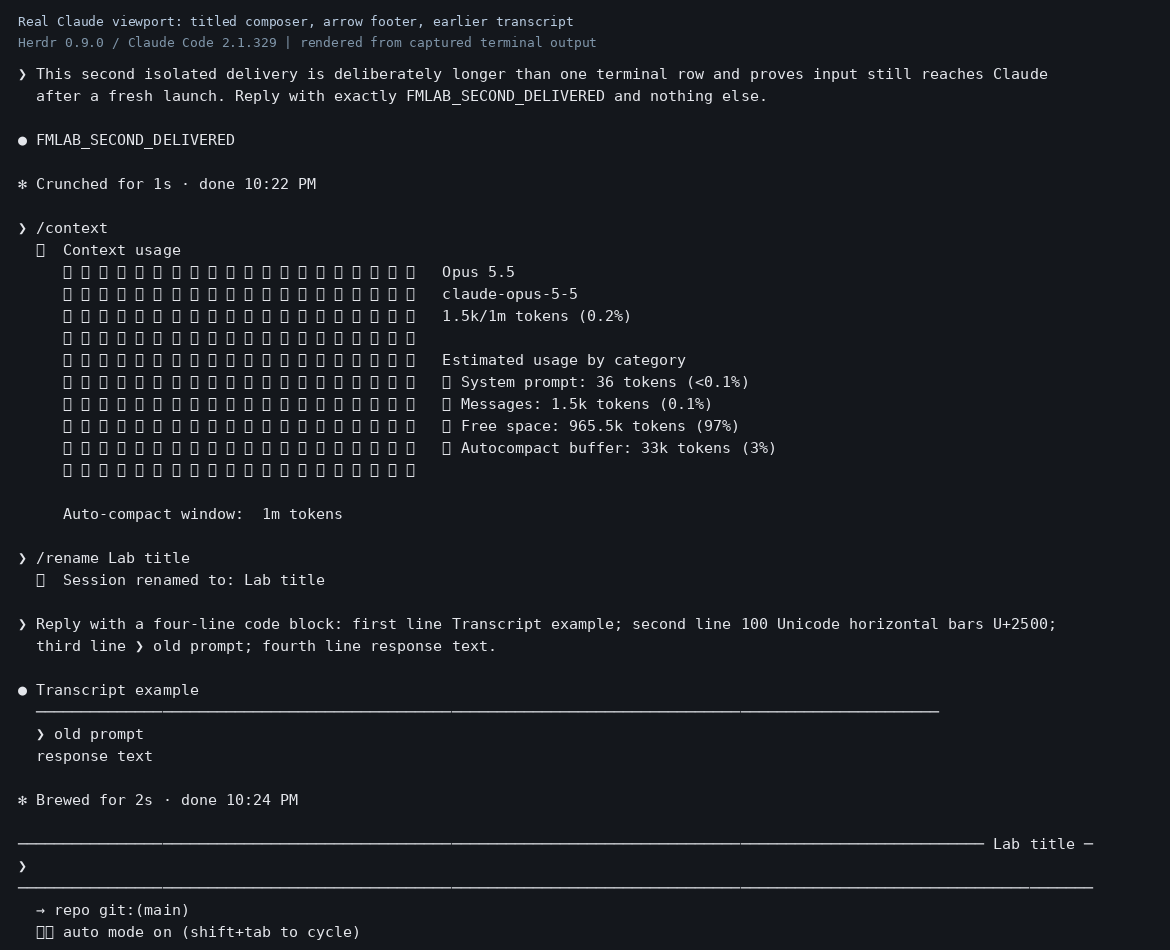 Real Claude viewport: titled composer, arrow footer, earlier transcript
Herdr 0.9.0 / Claude Code 2.1.329 | rendered from captured terminal output
❯ This second isolated delivery is deliberately longer than one terminal row and proves input still reaches Claude
after a fresh launch. Reply with exactly FMLAB_SECOND_DELIVERED and nothing else.
● FMLAB_SECOND_DELIVERED
✻ Crunched for 1s · done 10:22 PM
❯ /context
Context usage
Opus 5.5
claude-opus-5-5
1.5k/1m tokens (0.2%)
Estimated usage by category
System prompt: 36 tokens (<0.1%)
Messages: 1.5k tokens (0.1%)
Free space: 965.5k tokens (97%)
Autocompact buffer: 33k tokens (3%)
Auto-compact window:  1m tokens
❯ /rename Lab title
Session renamed to: Lab title
❯ Reply with a four-line code block: first line Transcript example; second line 100 Unicode horizontal bars U+2500;
third line ❯ old prompt; fourth line response text.
● Transcript example
❯ old prompt
response text
✻ Brewed for 2s · done 10:24 PM
Lab title ─
❯
→ repo git:(main)
auto mode on (shift+tab to cycle)